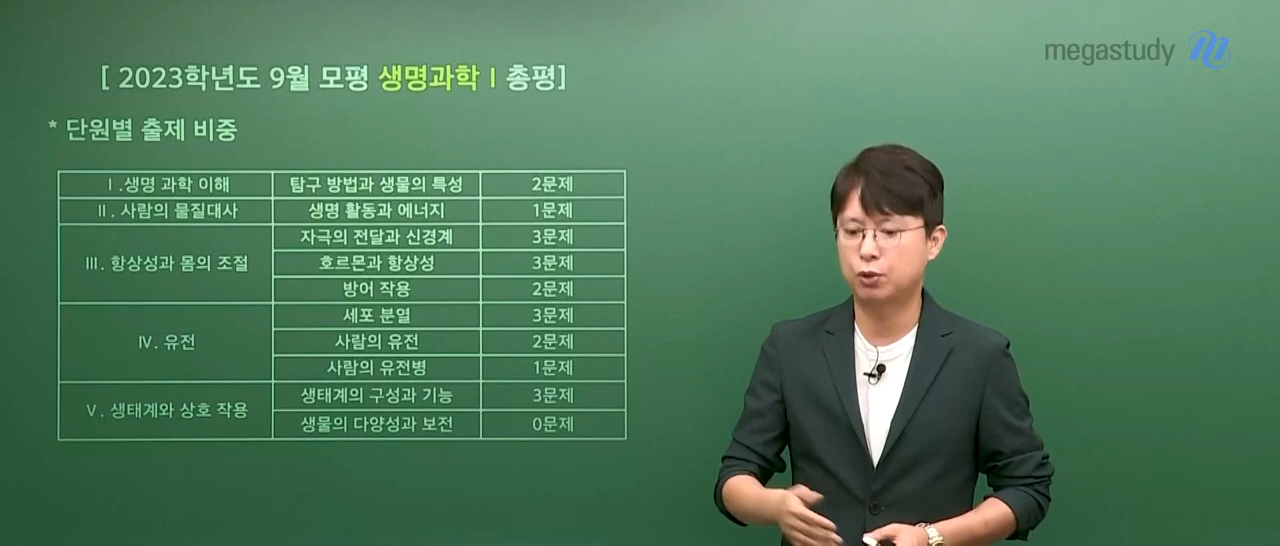 megastudy
[ 2023학년도 9월 모평 생명과학 I 총평]
* 단원별 출제 비중
I.생명 과학 이해 탐구 방법과 생물의 특성 2문제
II. 사람의 물질대사 생명 활동과 에너지 1문제
III. 항상성과 몸의 조절 자극의 전달과 신경계 3문제
호르몬과 항상성 3문제
방어 작용 2문제
IV. 유전 세포 분열 3문제
사람의 유전 2문제
사람의 유전병 1문제
V. 생태계와 상호 작용 생태계의 구성과 기능 3문제
생물의 다양성과 보전 0문제